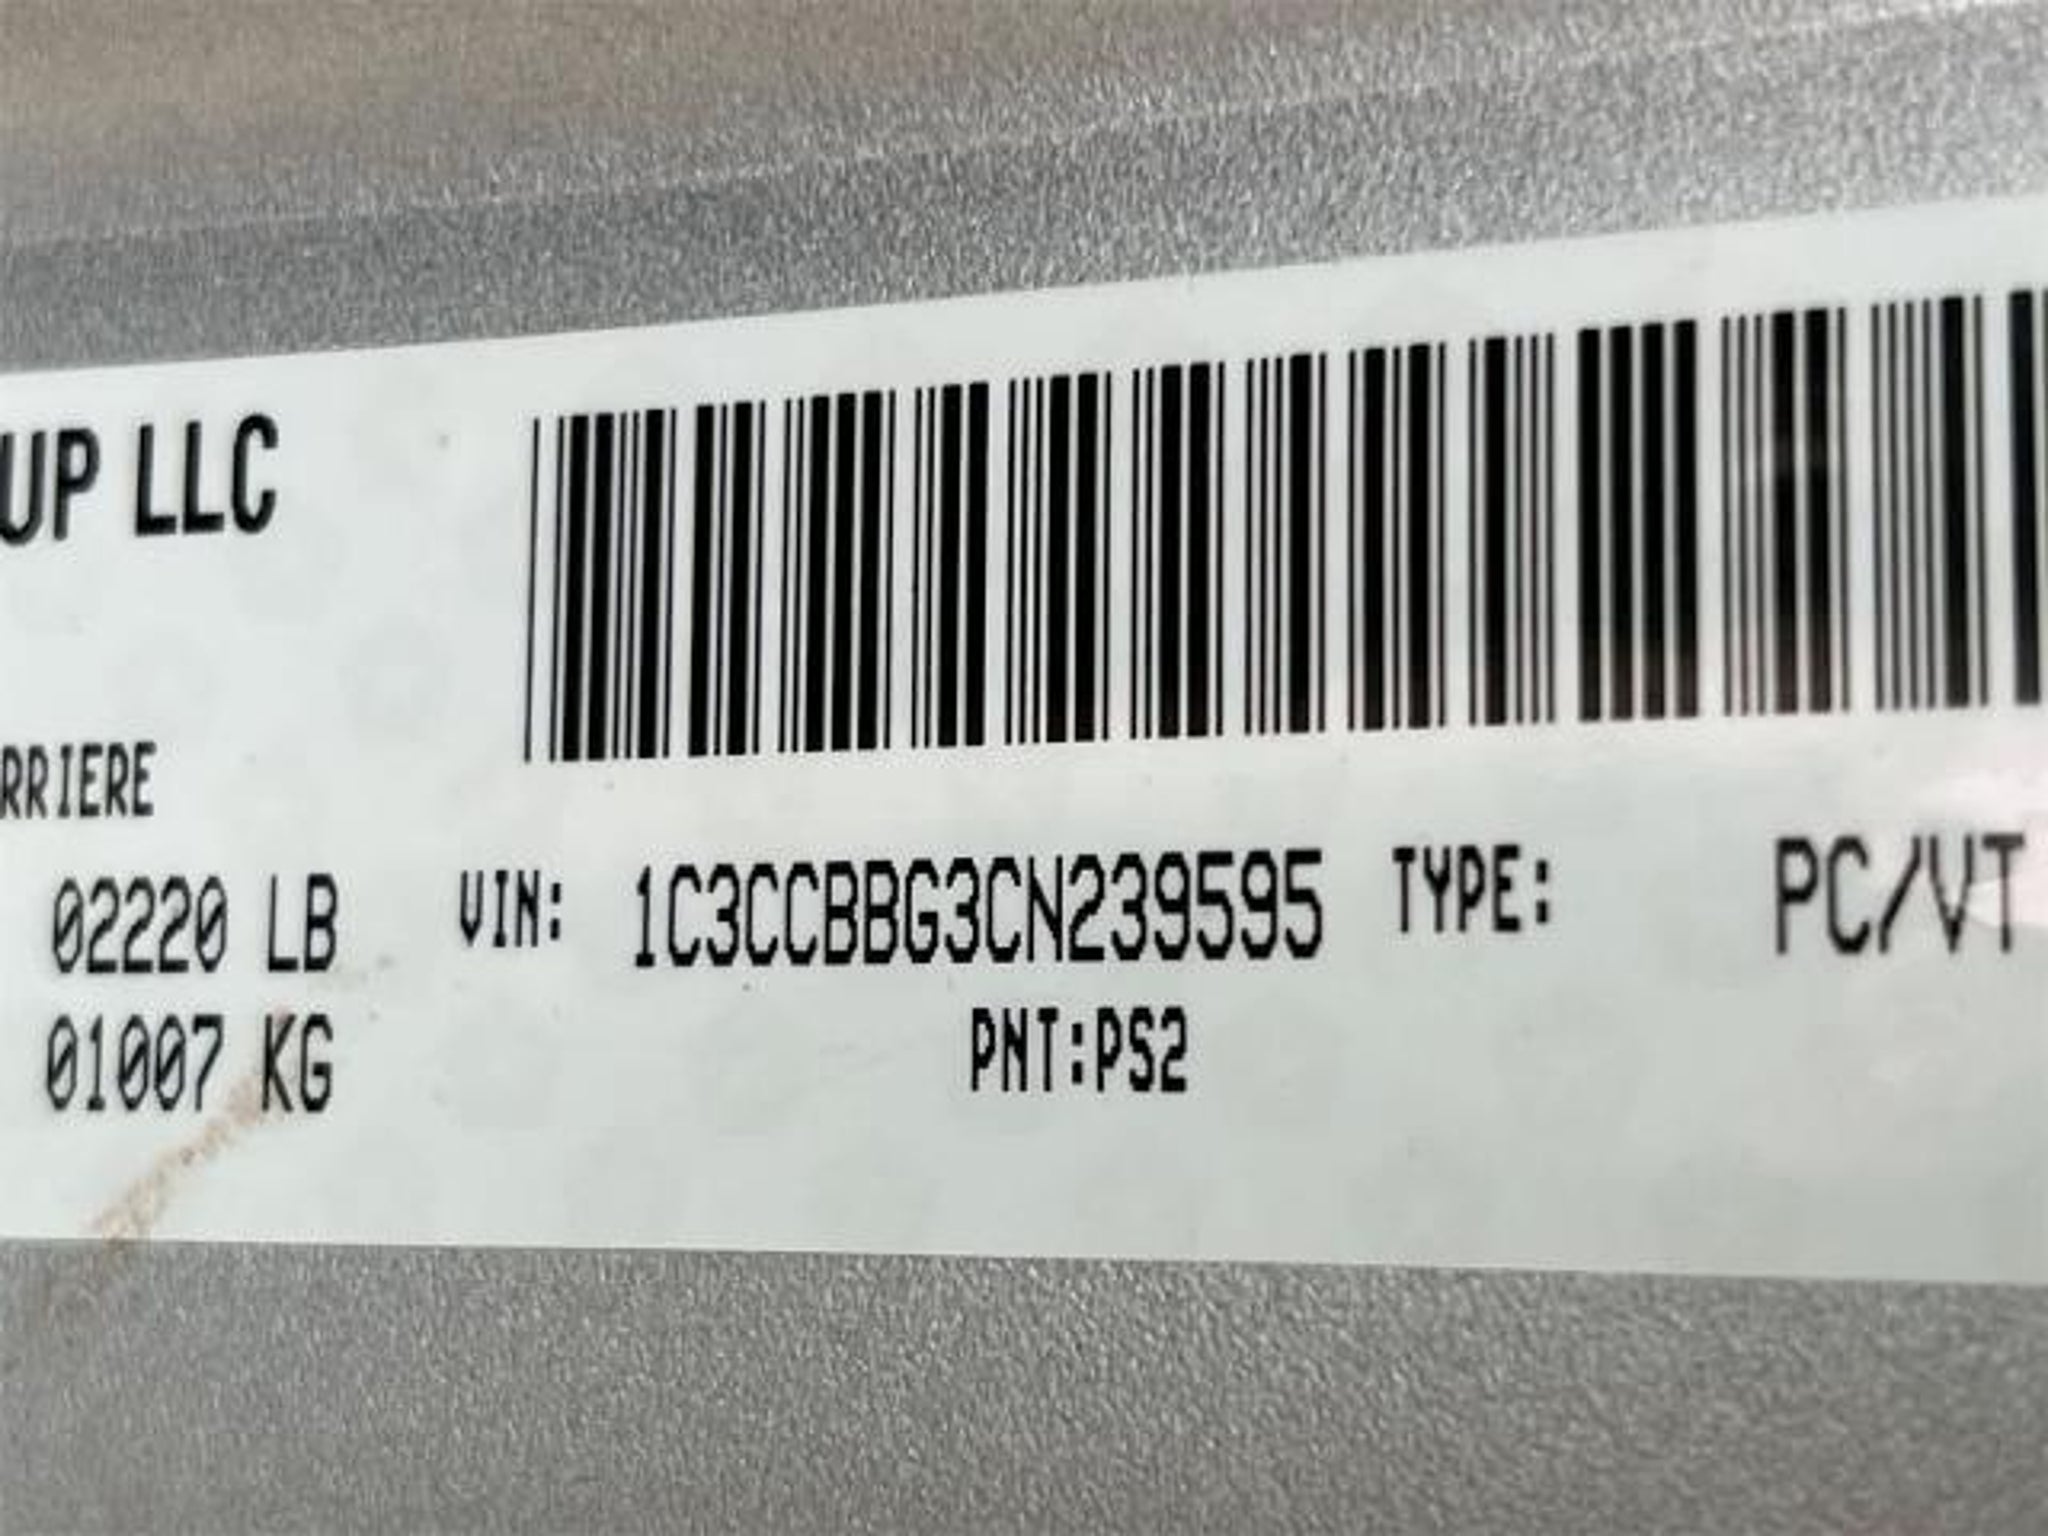 UP LLC
RRIERE
02220 LB VIN: 1C3CCBBG3CN239595 TYPE: PC/VT
01007 KG PNT:PS2